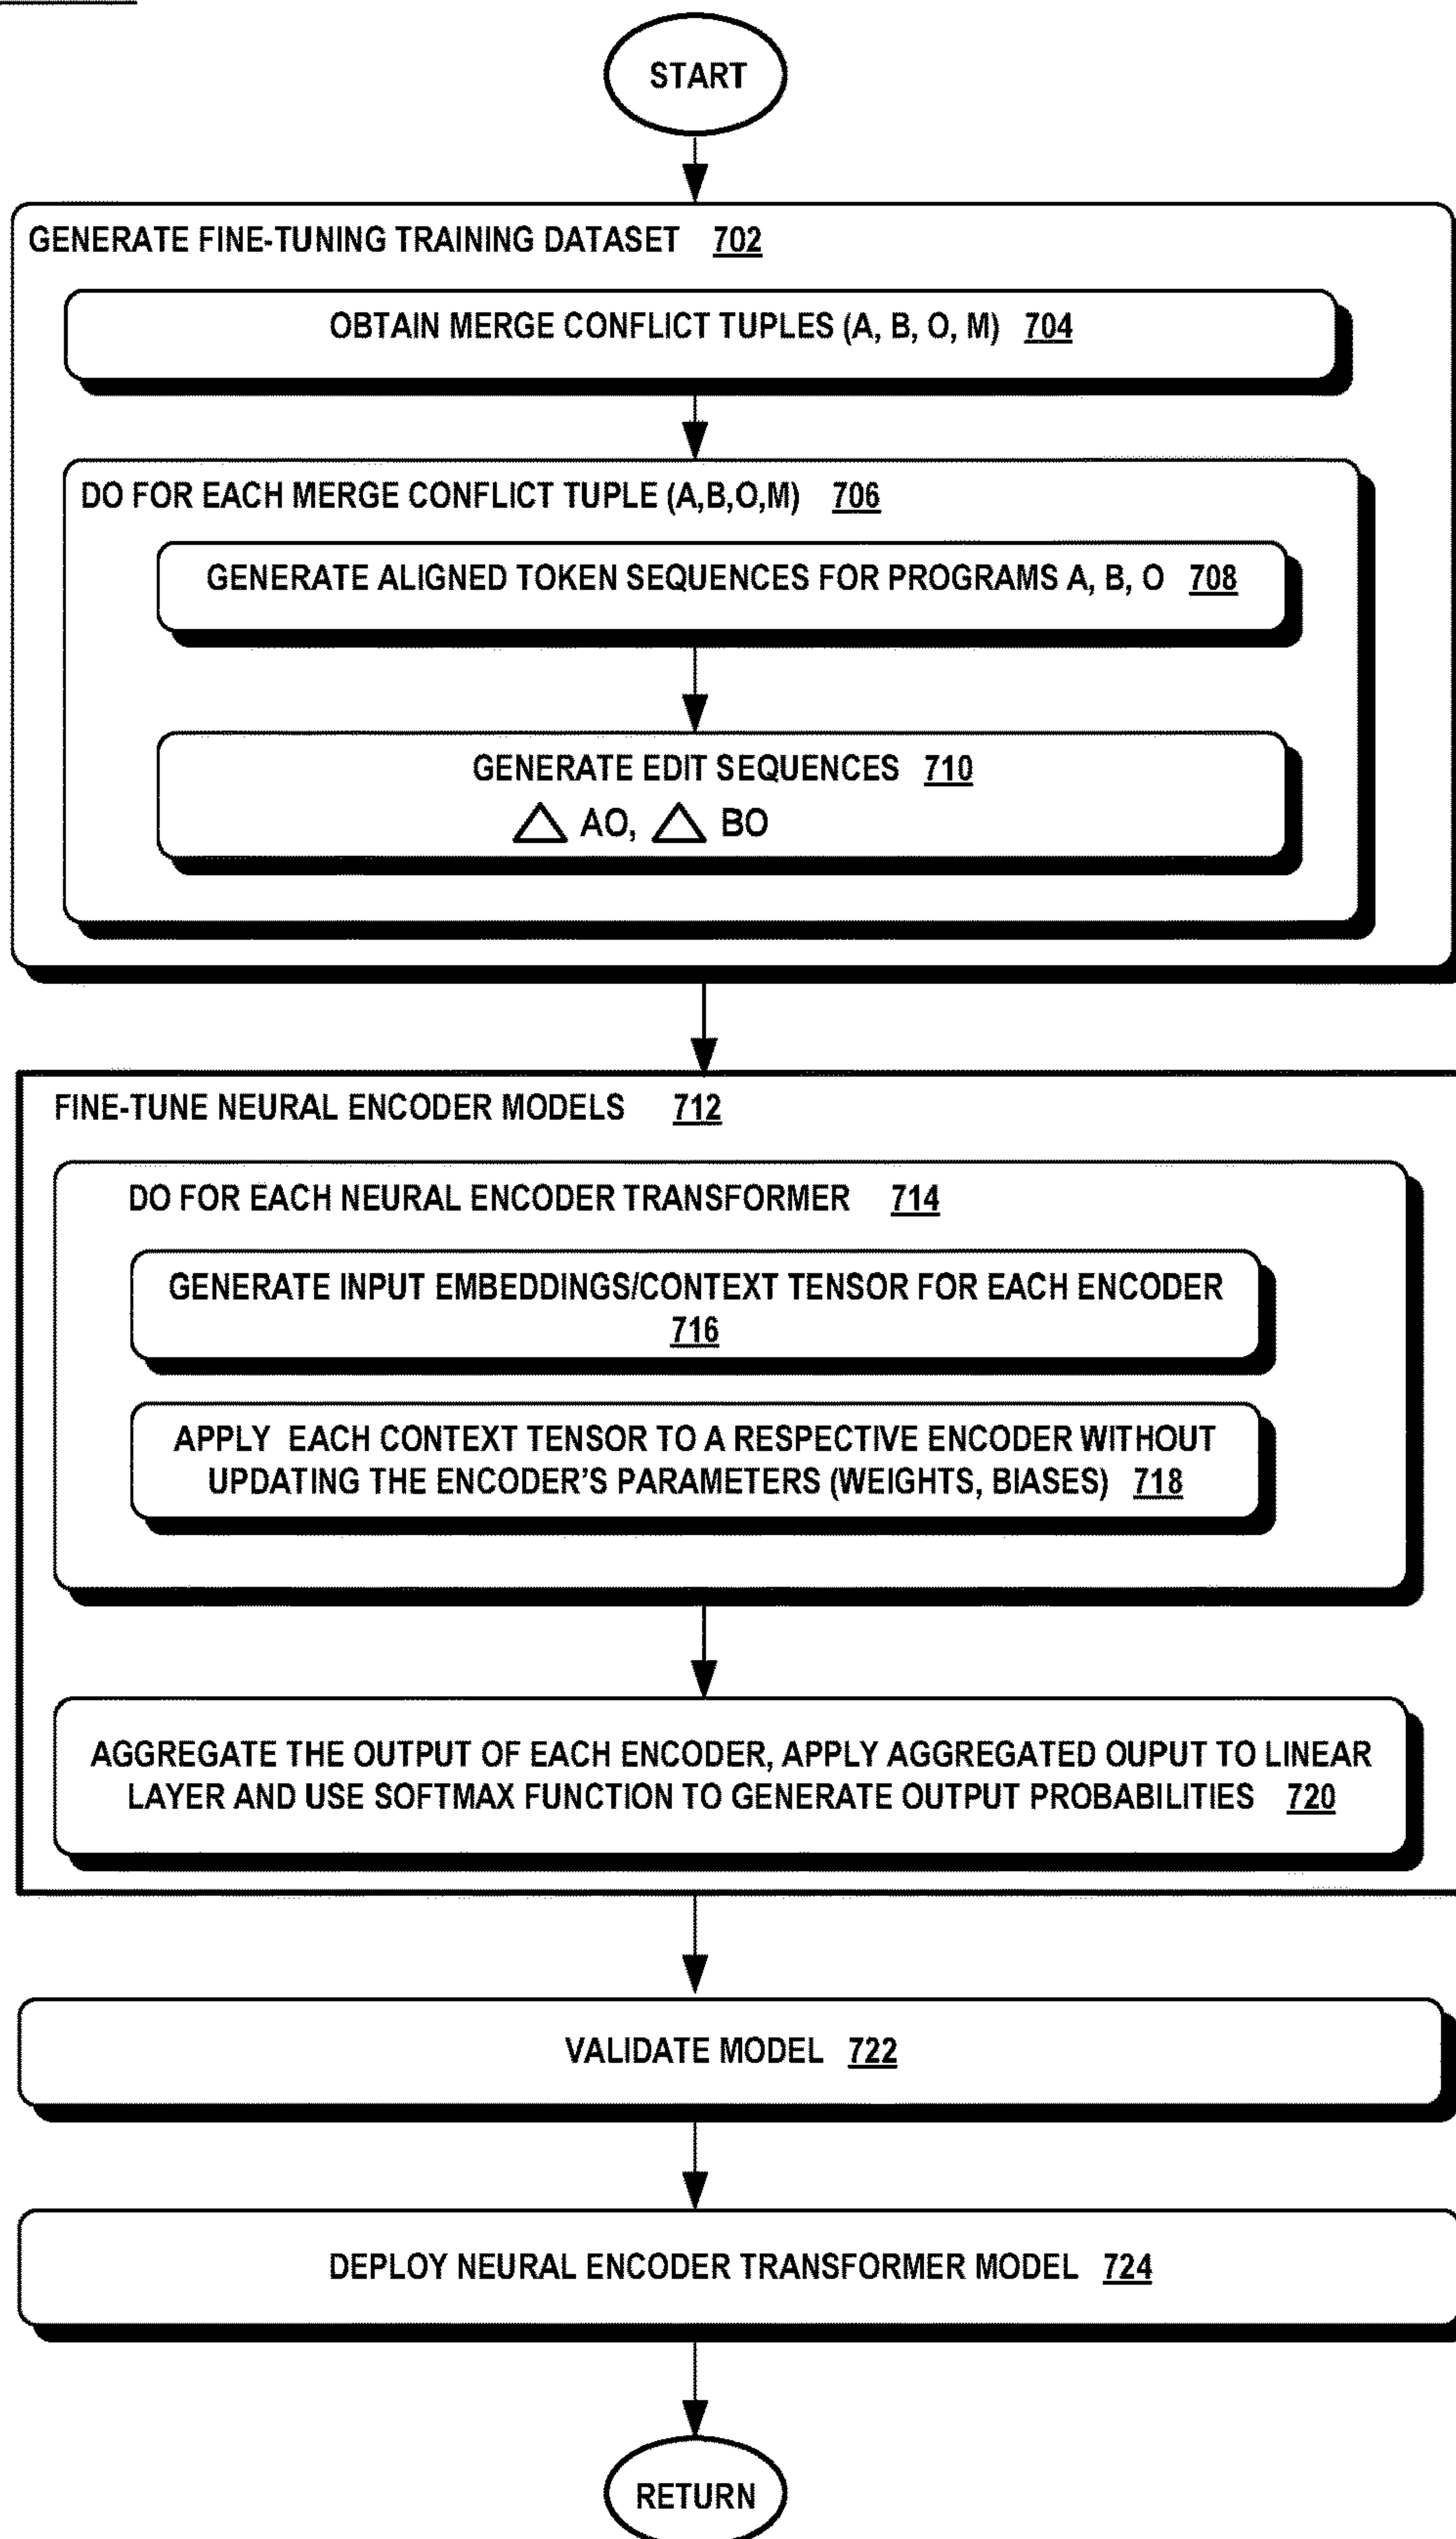 START
GENERATE FINE-TUNING TRAINING DATASET 702
OBTAIN MERGE CONFLICT TUPLES (A, B, O, M) 704
DO FOR EACH MERGE CONFLICT TUPLE (A,B,O,M) 706
GENERATE ALIGNED TOKEN SEQUENCES FOR PROGRAMS A, B, O 708
GENERATE EDIT SEQUENCES 710
△ AO, △ BO
FINE-TUNE NEURAL ENCODER MODELS 712
DO FOR EACH NEURAL ENCODER TRANSFORMER 714
GENERATE INPUT EMBEDDINGS/CONTEXT TENSOR FOR EACH ENCODER
716
APPLY EACH CONTEXT TENSOR TO A RESPECTIVE ENCODER WITHOUT
UPDATING THE ENCODER'S PARAMETERS (WEIGHTS, BIASES) 718
AGGREGATE THE OUTPUT OF EACH ENCODER, APPLY AGGREGATED OUPUT TO LINEAR
LAYER AND USE SOFTMAX FUNCTION TO GENERATE OUTPUT PROBABILITIES 720
VALIDATE MODEL 722
DEPLOY NEURAL ENCODER TRANSFORMER MODEL 724
RETURN